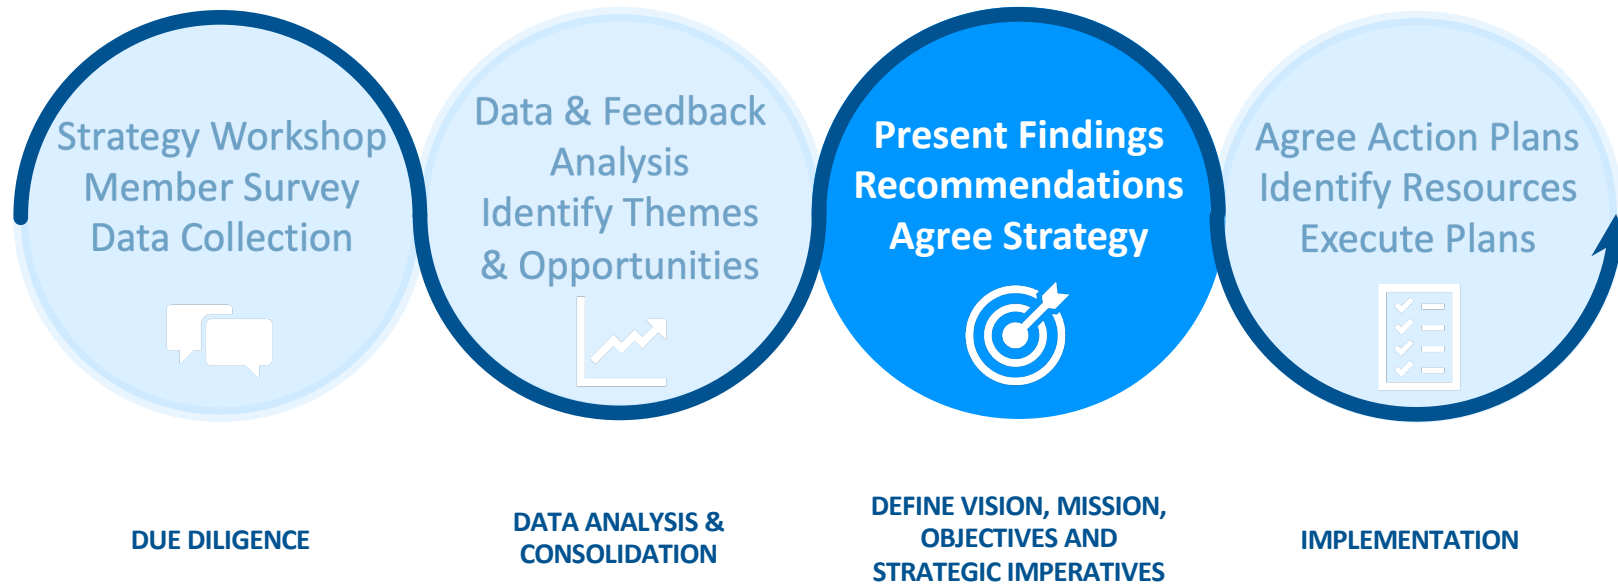 Strategy Workshop
Member Survey
Data Collection
Data & Feedback
Analysis
Identify Themes
& Opportunities
Present Findings
Recommendations
Agree Strategy
Agree Action Plans
Identify Resources
Execute Plans
DUE DILIGENCE
DATA ANALYSIS &
CONSOLIDATION
DEFINE VISION, MISSION,
OBJECTIVES AND
STRATEGIC IMPERATIVES
IMPLEMENTATION